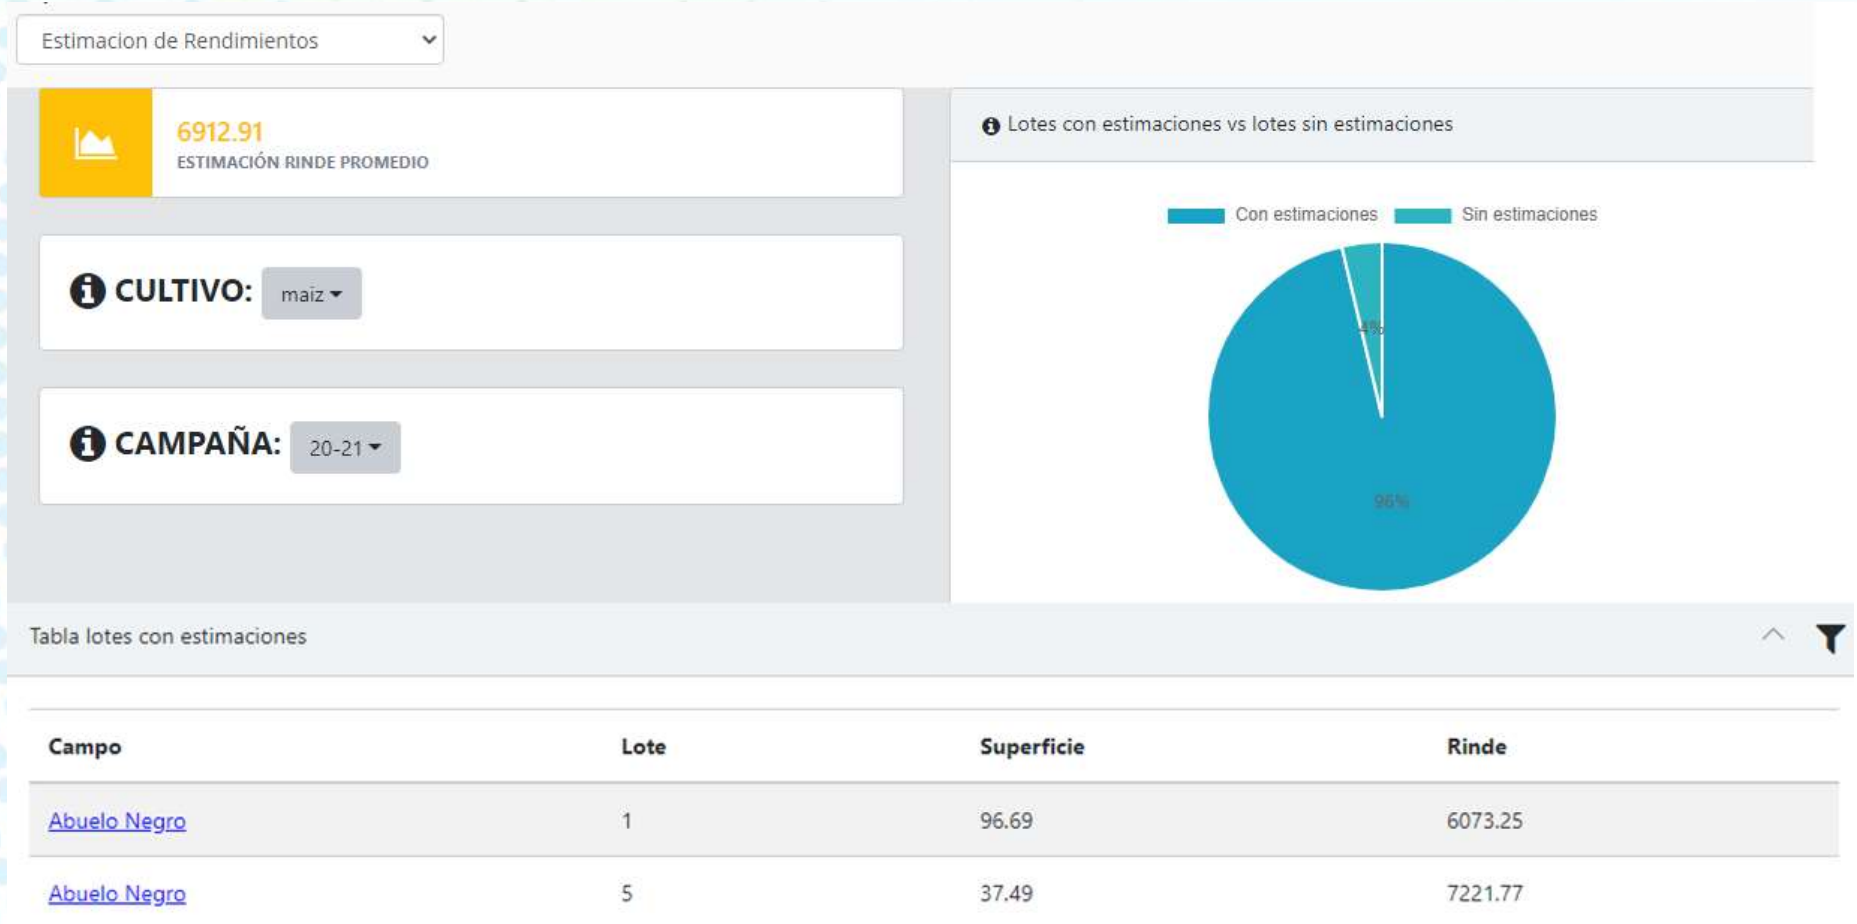 Estimacion de Rendimientos
6912.91
ESTIMACIÓN RINDE PROMEDIO
CULTIVO: maiz
CAMPAÑA: 20-21
Lotes con estimaciones vs lotes sin estimaciones
Con estimaciones Sin estimaciones
4%
96%
Tabla lotes con estimaciones
Campo Lote Superficie Rinde
Abuelo Negro 1 96.69 6073.25
Abuelo Negro 5 37.49 7221.77